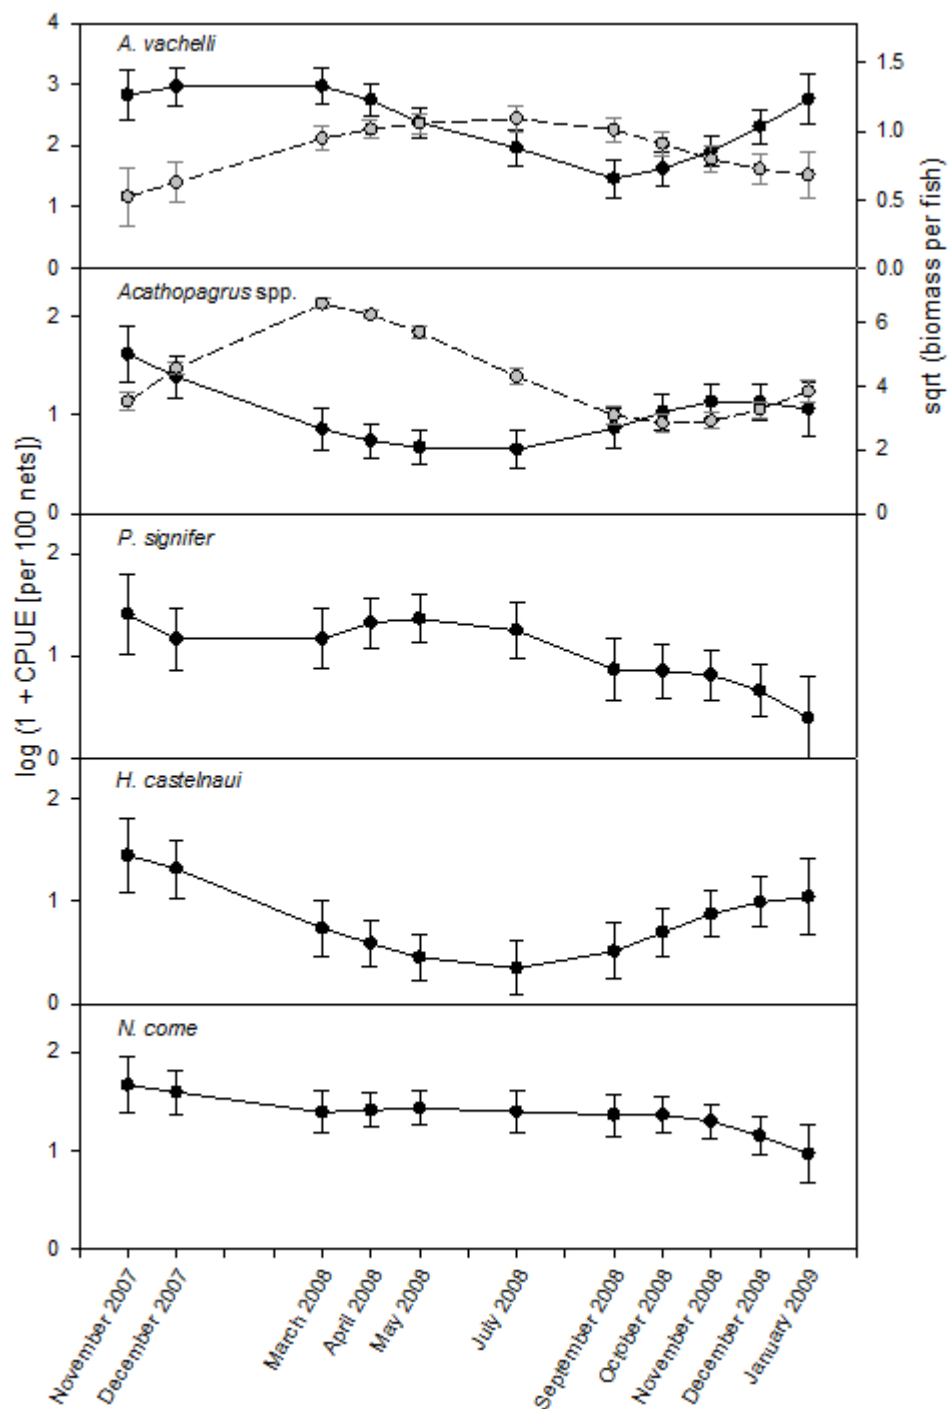 4
3
2
1
0
A. vachelli
1.5
1.0
0.5
0.0
2
1
0
Acathopagrus spp.
6
4
2
0
2
1
0
P. signifer
2
1
0
H. castelnaui
2
1
0
N. come
log (1 + CPUE [per 100 nets])
sqrt (biomass per fish)
November 2007
December 2007
March 2008
April 2008
May 2008
July 2008
September 2008
October 2008
November 2008
December 2008
January 2009